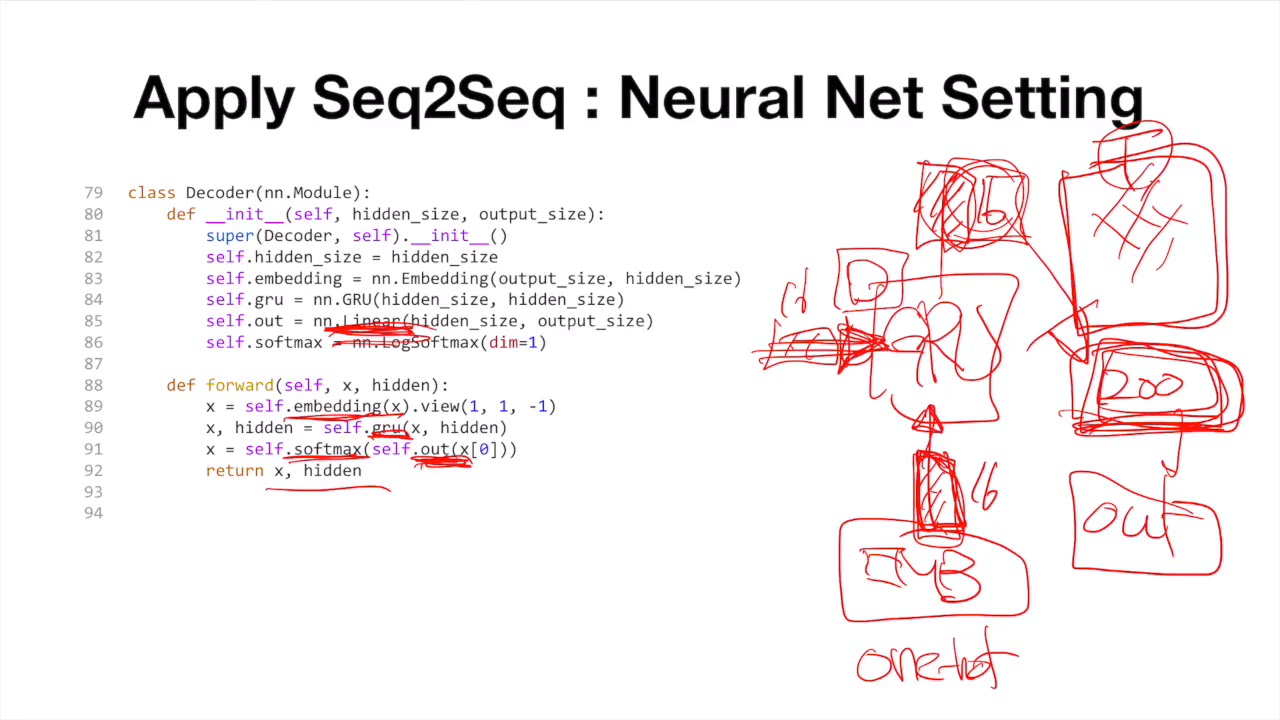 Apply Seq2Seq : Neural Net Setting
79 class Decoder(nn.Module):
80 def __init__(self, hidden_size, output_size):
81 super(Decoder, self).__init__()
82 self.hidden_size = hidden_size
83 self.embedding = nn.Embedding(output_size, hidden_size)
84 self.gru = nn.GRU(hidden_size, hidden_size)
85 self.out = nn.Linear(hidden_size, output_size)
86 self.softmax = nn.LogSoftmax(dim=1)
87
88 def forward(self, x, hidden):
89 x = self.embedding(x).view(1, 1, -1)
90 x, hidden = self.gru(x, hidden)
91 x = self.softmax(self.out(x[0]))
92 return x, hidden
93
94
16
D
16
GRU
200
16
out
EMB
one-hot